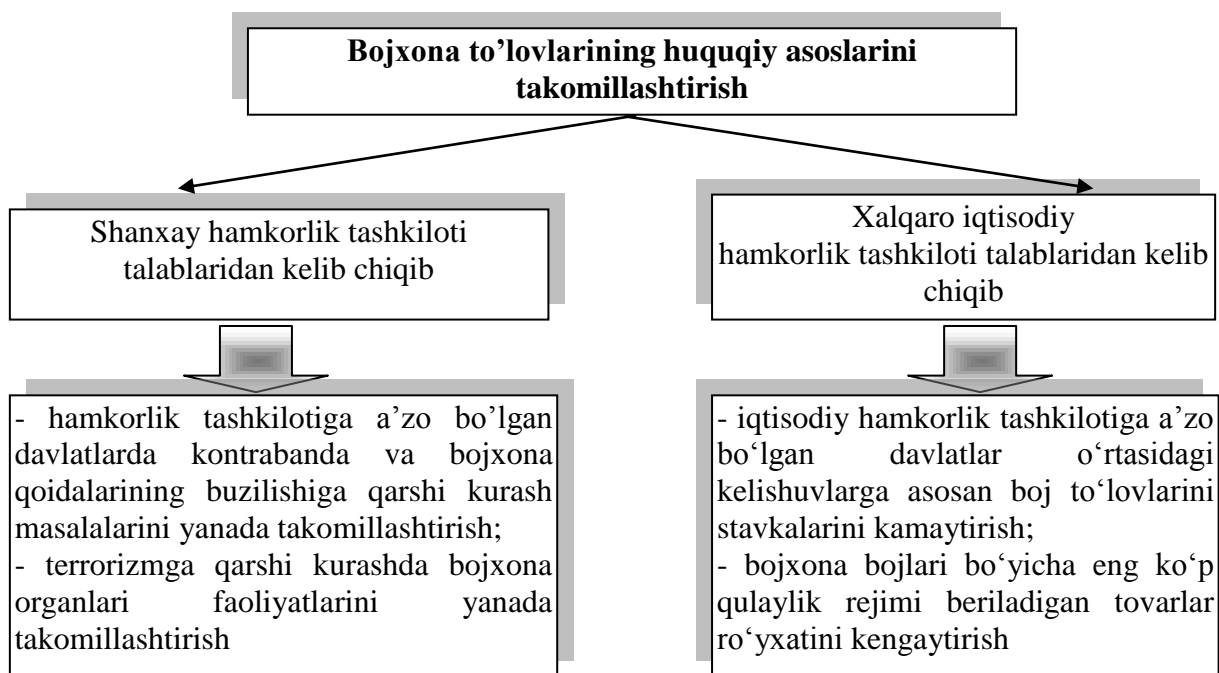 Bojxona to’lovlarining huquqiy asoslarini
takomillashtirish
Shanxay hamkorlik tashkiloti
talablaridan kelib chiqib
Xalqaro iqtisodiy
hamkorlik tashkiloti talablaridan kelib
chiqib
- hamkorlik tashkilotiga a’zo bo’lgan
davlatlarda kontrabanda va bojxona
qoidalarining buzilishiga qarshi kurash
masalalarini yanada takomillashtirish;
- terrorizmga qarshi kurashda bojxona
organlari faoliyatlarini yanada
takomillashtirish
- iqtisodiy hamkorlik tashkilotiga a’zo
bo‘lgan davlatlar o‘rtasidagi
kelishuvlarga asosan boj to‘lovlarini
stavkalarini kamaytirish;
- bojxona bojlari bo‘yicha eng ko‘p
qulaylik rejimi beriladigan tovarlar
ro‘yxatini kengaytirish